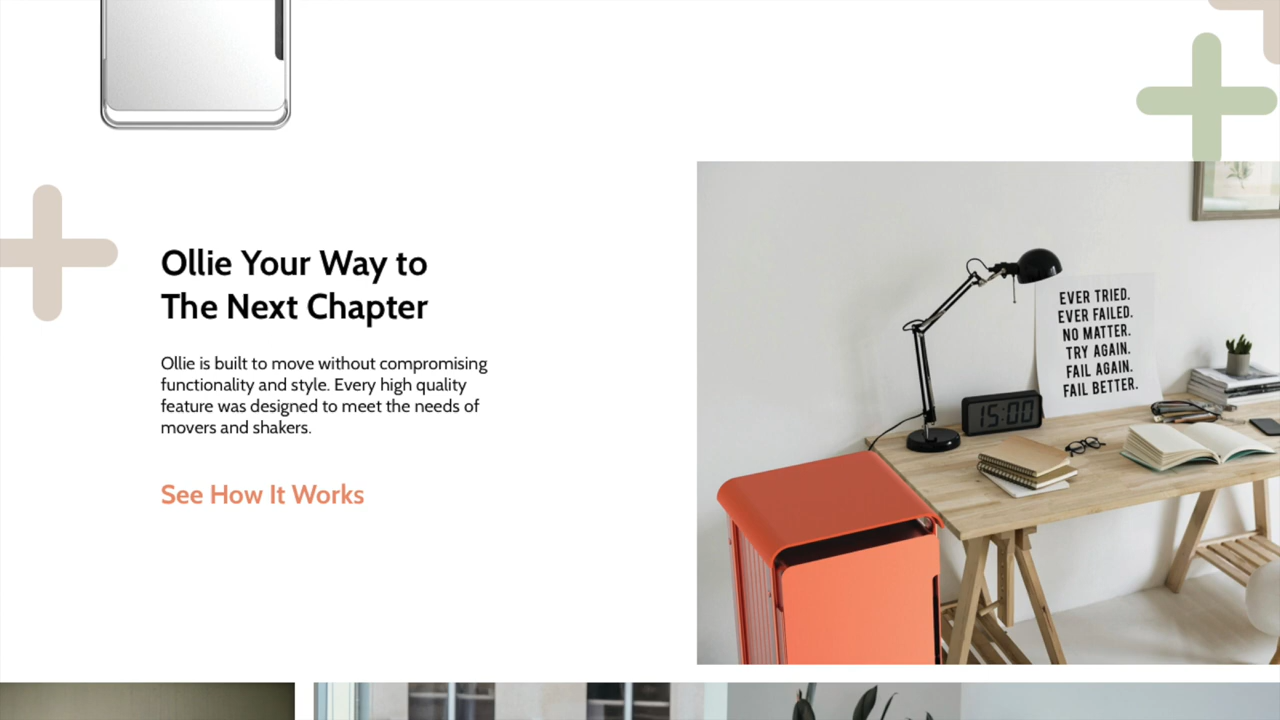 Ollie Your Way to
The Next Chapter
Ollie is built to move without compromising
functionality and style. Every high quality
feature was designed to meet the needs of
movers and shakers.
See How It Works
EVER TRIED.
EVER FAILED.
NO MATTER.
TRY AGAIN.
FAIL AGAIN.
FAIL BETTER.
15:00